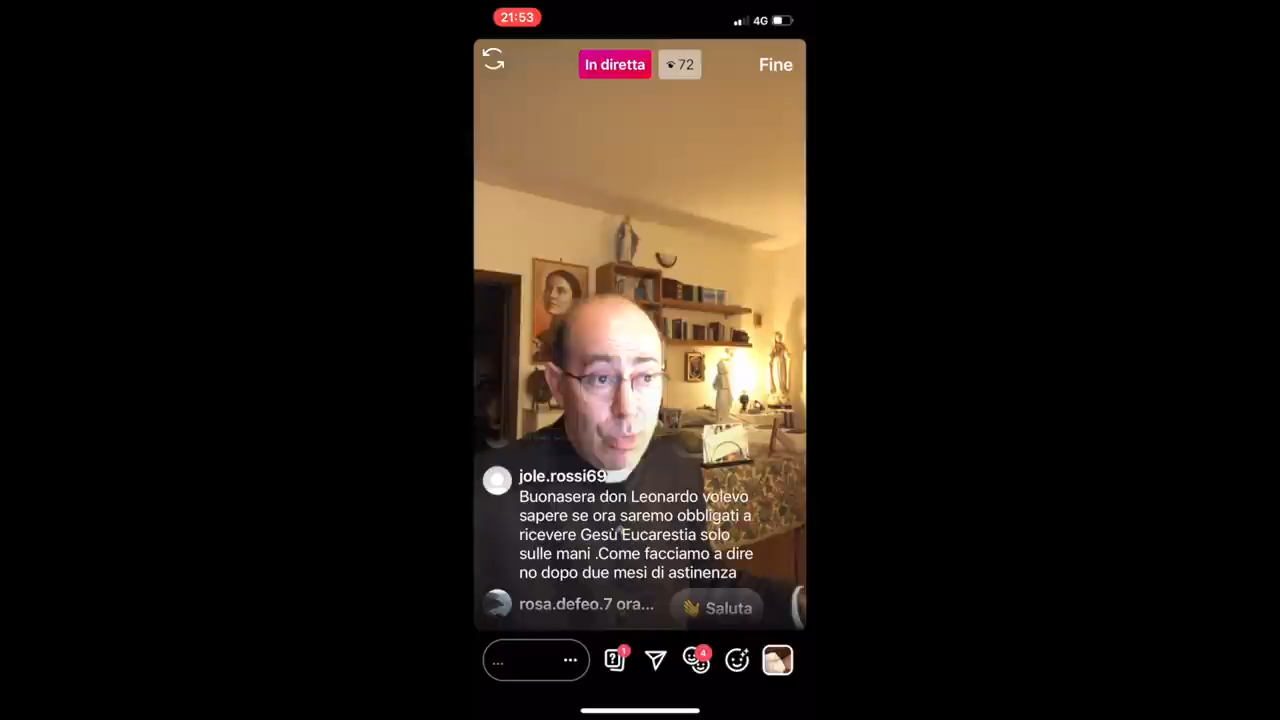 21:53
4G
In diretta
72
Fine
jole.rossi69
Buonasera don Leonardo volevo
sapere se ora saremo obbligati a
ricevere Gesù Eucarestia solo
sulle mani .Come facciamo a dire
no dopo due mesi di astinenza
rosa.defeo.7 ora...
👋 Saluta
...
1
4